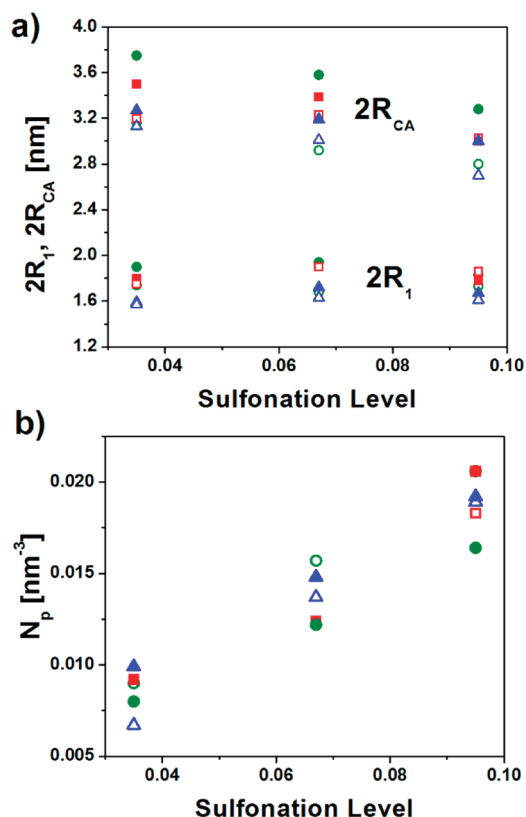 a)
4.0
3.6
3.2
2.8
2.4
2.0
1.6
1.2
2R₁, 2R_CA [nm]
2R_CA
2R₁
0.04 0.06 0.08 0.10
Sulfonation Level
b)
0.020
0.015
0.010
0.005
Nₚ [nm⁻³]
0.04 0.06 0.08 0.10
Sulfonation Level